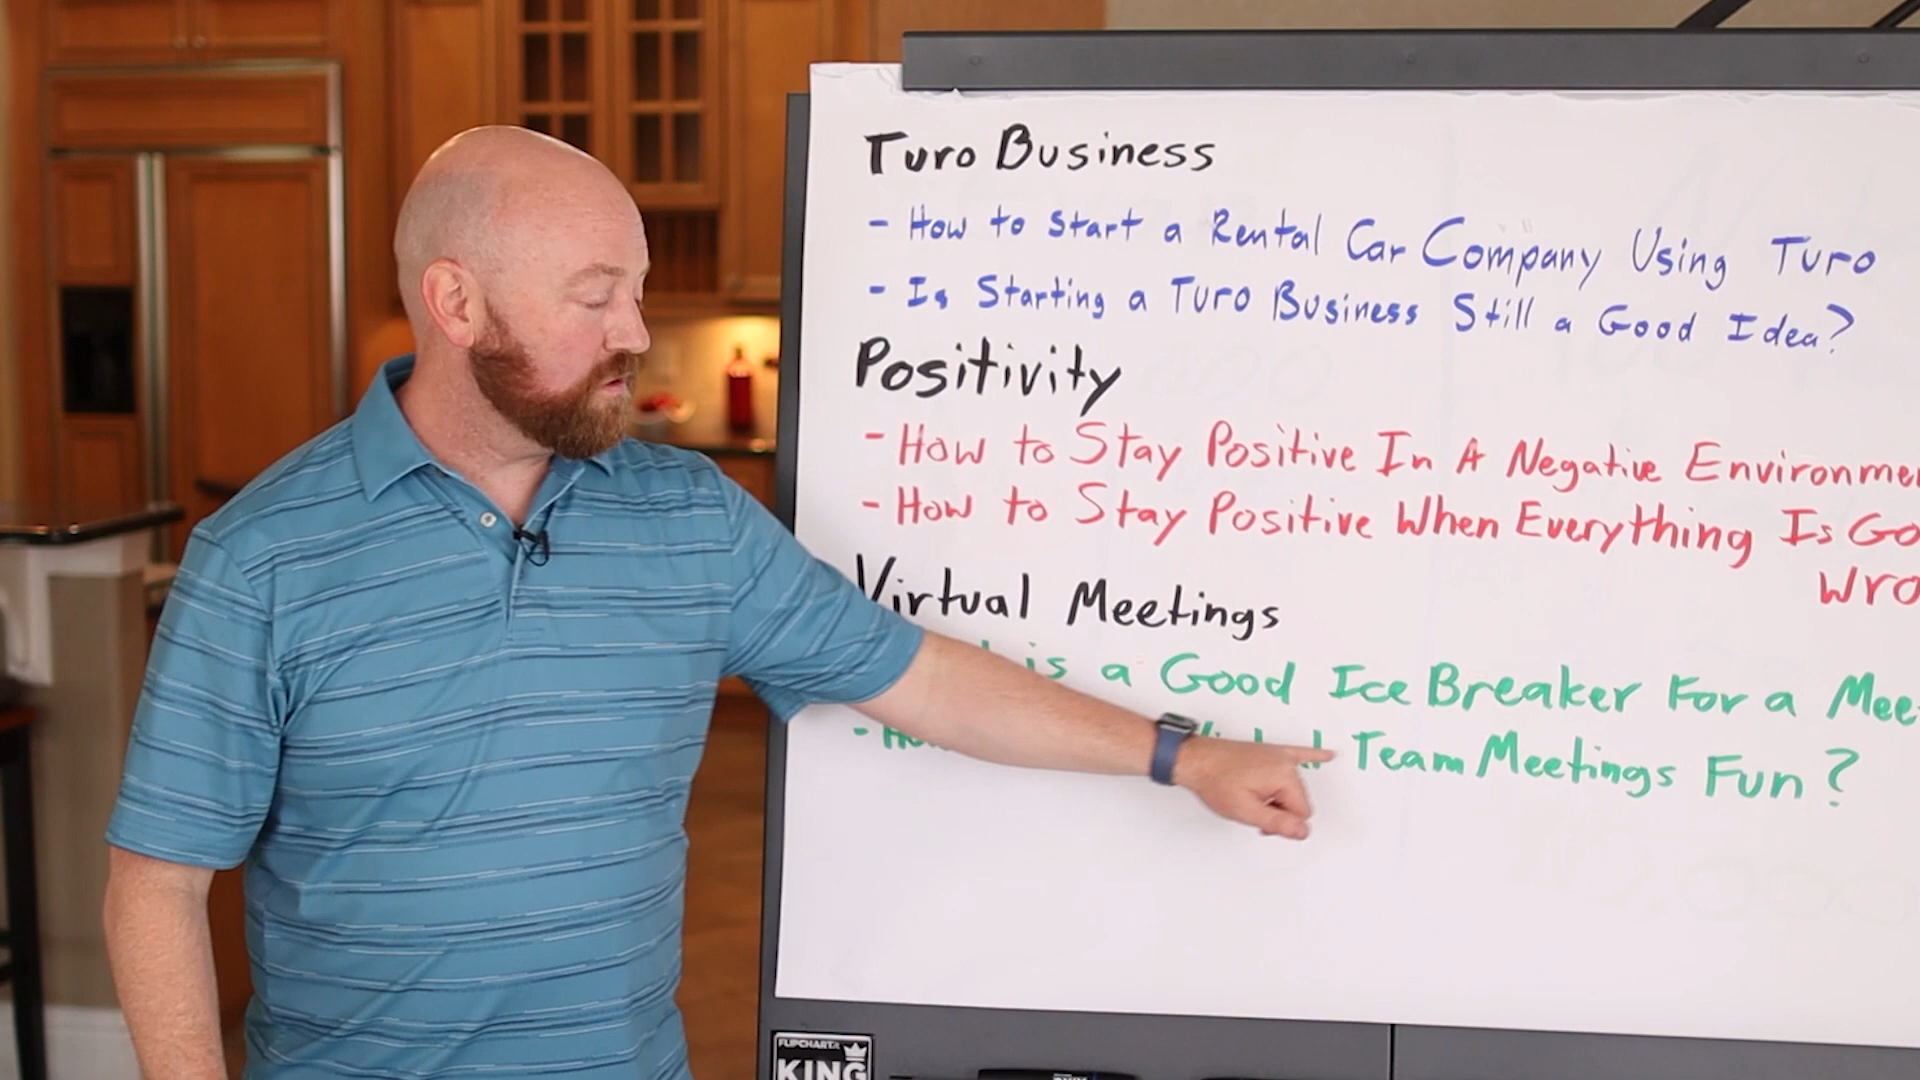 Turo Business
- How to Start a Rental Car Company Using Turo
- Is Starting a Turo Business Still a Good Idea?
Positivity
- How to Stay Positive In A Negative Environme
- How to Stay Positive When Everything Is Go
Wro
Virtual Meetings
is a Good Ice Breaker For a Mee
- Team Meetings Fun?
FLIPCHART
KING